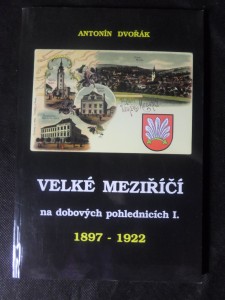 ANTONÍN DVOŘÁK
VELKÉ MEZIŘÍČÍ
na dobových pohlednicích I.
1897 - 1922